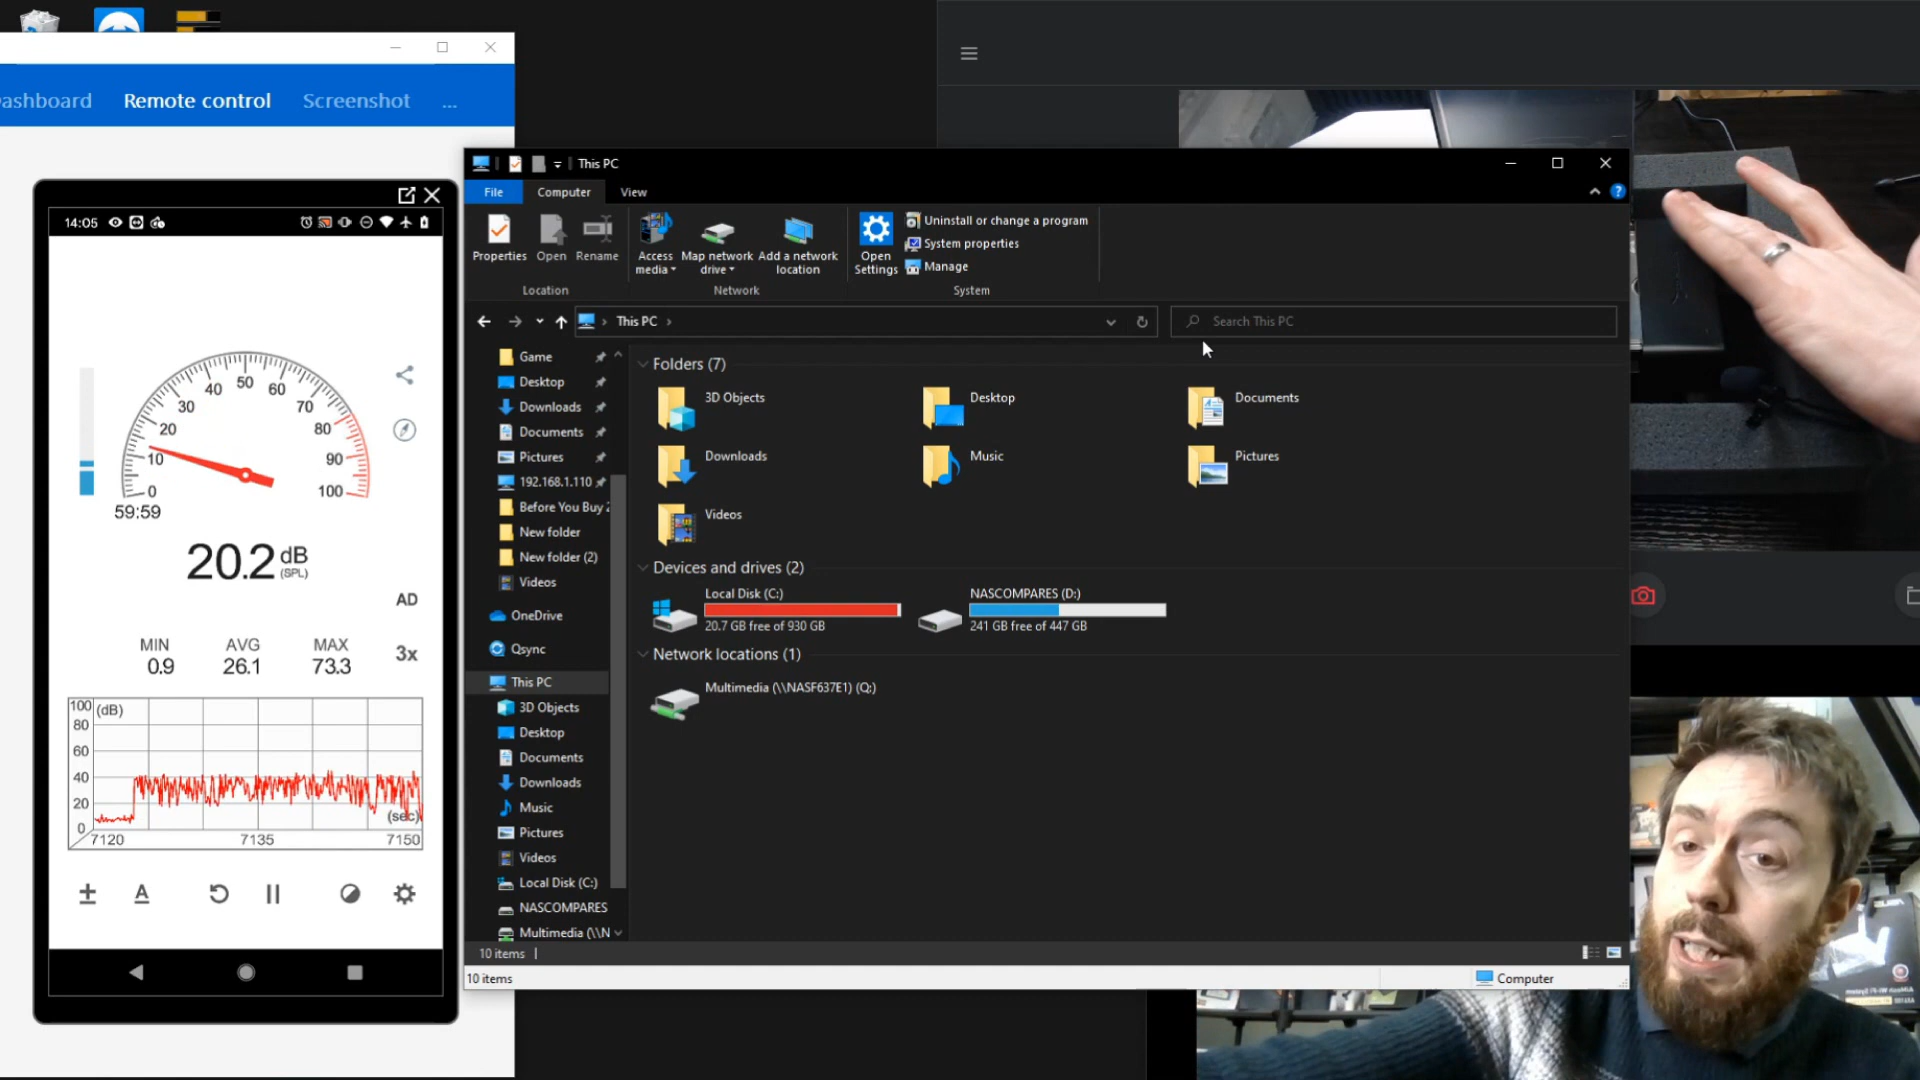 ashboard Remote control Screenshot ...
14:05
0 10 20 30 40 50 60 70 80 90 100
59:59
20.2 dB
(SPL)
AD
MIN AVG MAX
0.9 26.1 73.3
3x
100 (dB)
80
60
40
20
0
(sec)
7120 7135 7150
A
This PC
File Computer View
Properties Open Rename
Location
Access media
Map network drive
Add a network location
Network
Open Settings
Uninstall or change a program
System properties
Manage
System
This PC
Search This PC
Game
Desktop
Downloads
Documents
Pictures
192.168.1.110
Before You Buy 2
New folder
New folder (2)
Videos
OneDrive
Qsync
This PC
3D Objects
Desktop
Documents
Downloads
Music
Pictures
Videos
Local Disk (C:)
NASCOMPARES
Multimedia (\\N
Folders (7)
3D Objects Desktop Documents
Downloads Music Pictures
Videos
Devices and drives (2)
Local Disk (C:)
20.7 GB free of 930 GB
NASCOMPARES (D:)
241 GB free of 447 GB
Network locations (1)
Multimedia (\\NASF637E1) (Q:)
10 items
10 items
Computer